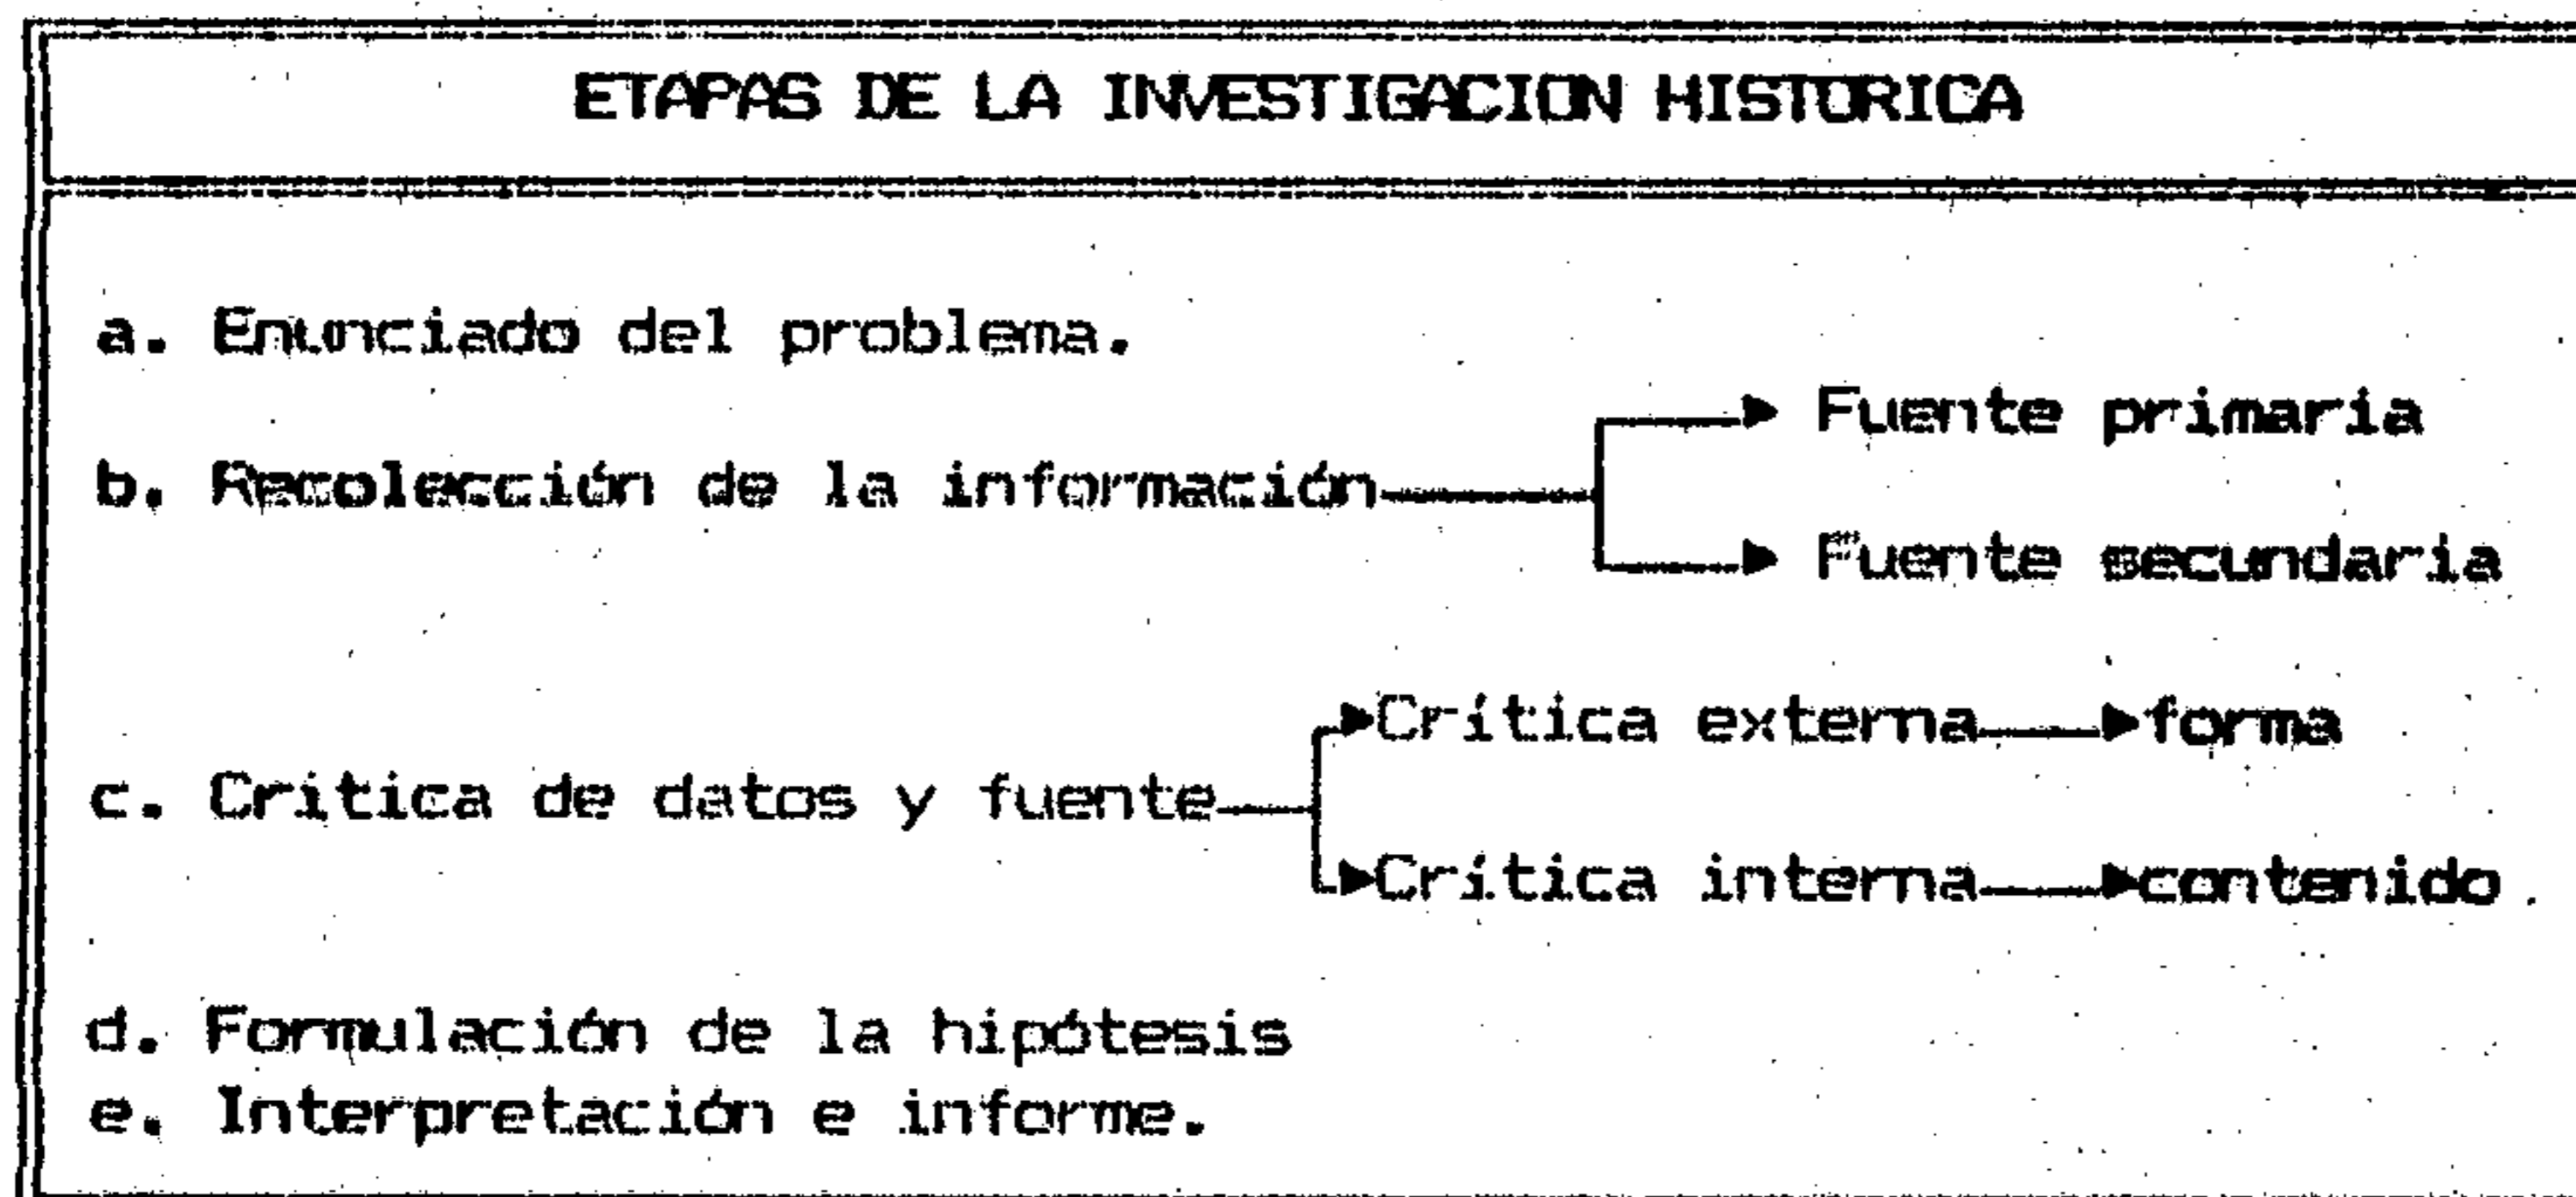 ETAPAS DE LA INVESTIGACION HISTORICA
a. Enunciado del problema.
Fuente primaria
b. Recolección de la información
Fuente secundaria
Crítica externa forma
c. Crítica de datos y fuente
Crítica interna contenido.
d. Formulación de la hipótesis
e. Interpretación e informe.